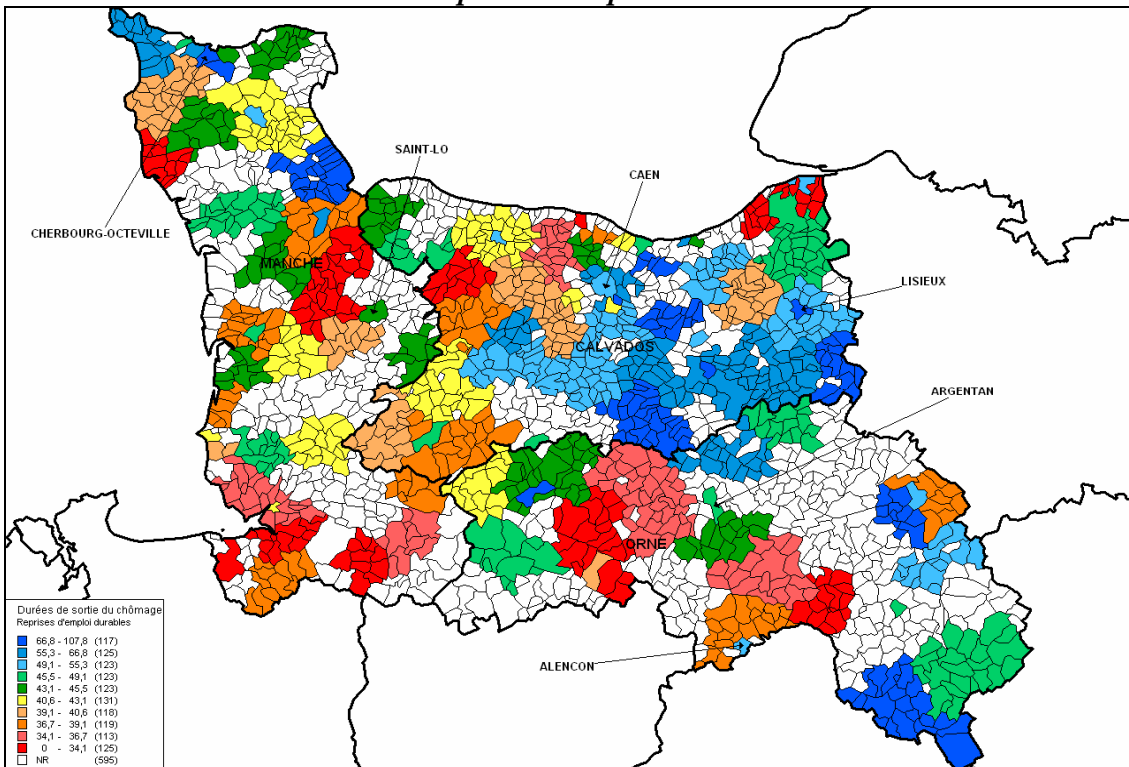 SAINT-LO
CAEN
CHERBOURG-OCTEVILLE
MANCHE
LISIEUX
CALVADOS
ARGENTAN
ORNE
ALENCON
Durées de sortie du chômage
Reprises d'emploi durables
66,8 - 107,8 (117)
55,3 - 66,8 (125)
49,1 - 55,3 (123)
45,5 - 49,1 (123)
43,1 - 45,5 (123)
40,6 - 43,1 (131)
39,1 - 40,6 (118)
36,7 - 39,1 (119)
34,1 - 36,7 (113)
0 - 34,1 (125)
NR (595)